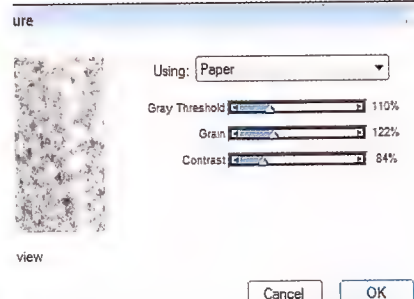 ure
Using: Paper
Gray Threshold 110%
Grain 122%
Contrast 84%
view
Cancel OK